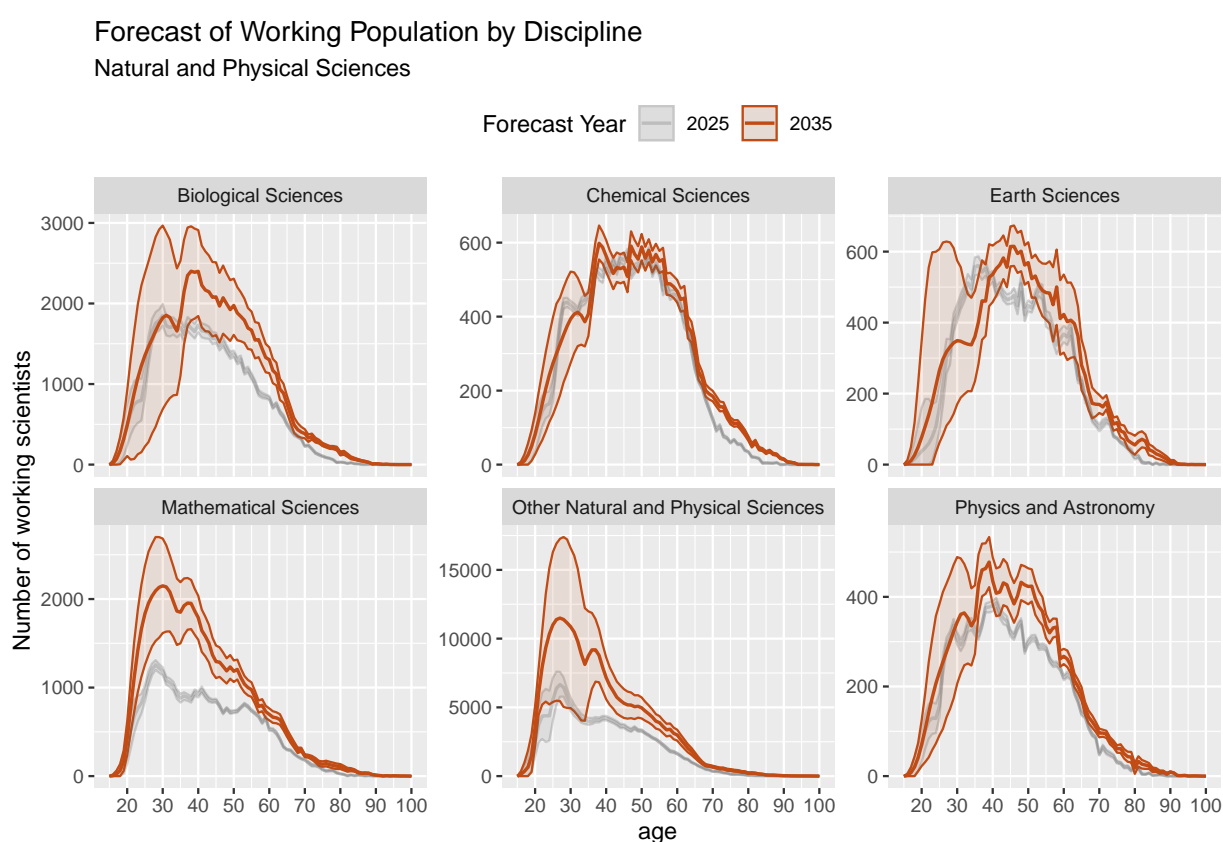 Forecast of Working Population by Discipline
Natural and Physical Sciences
Forecast Year 2025 2035
Biological Sciences Chemical Sciences Earth Sciences
3000
2000
1000
0
600
400
200
0
600
400
200
0
Mathematical Sciences Other Natural and Physical Sciences Physics and Astronomy
2000
1000
0
15000
10000
5000
0
400
200
0
20 30 40 50 60 70 80 90 100 20 30 40 50 60 70 80 90 100 20 30 40 50 60 70 80 90 100
age
Number of working scientists